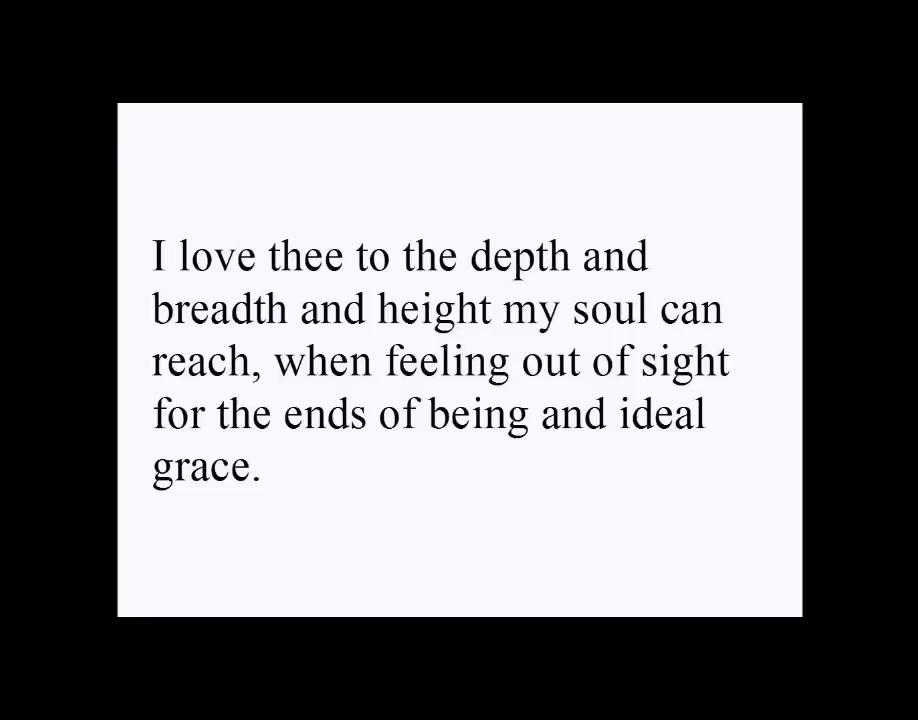 I love thee to the depth and
breadth and height my soul can
reach, when feeling out of sight
for the ends of being and ideal
grace.